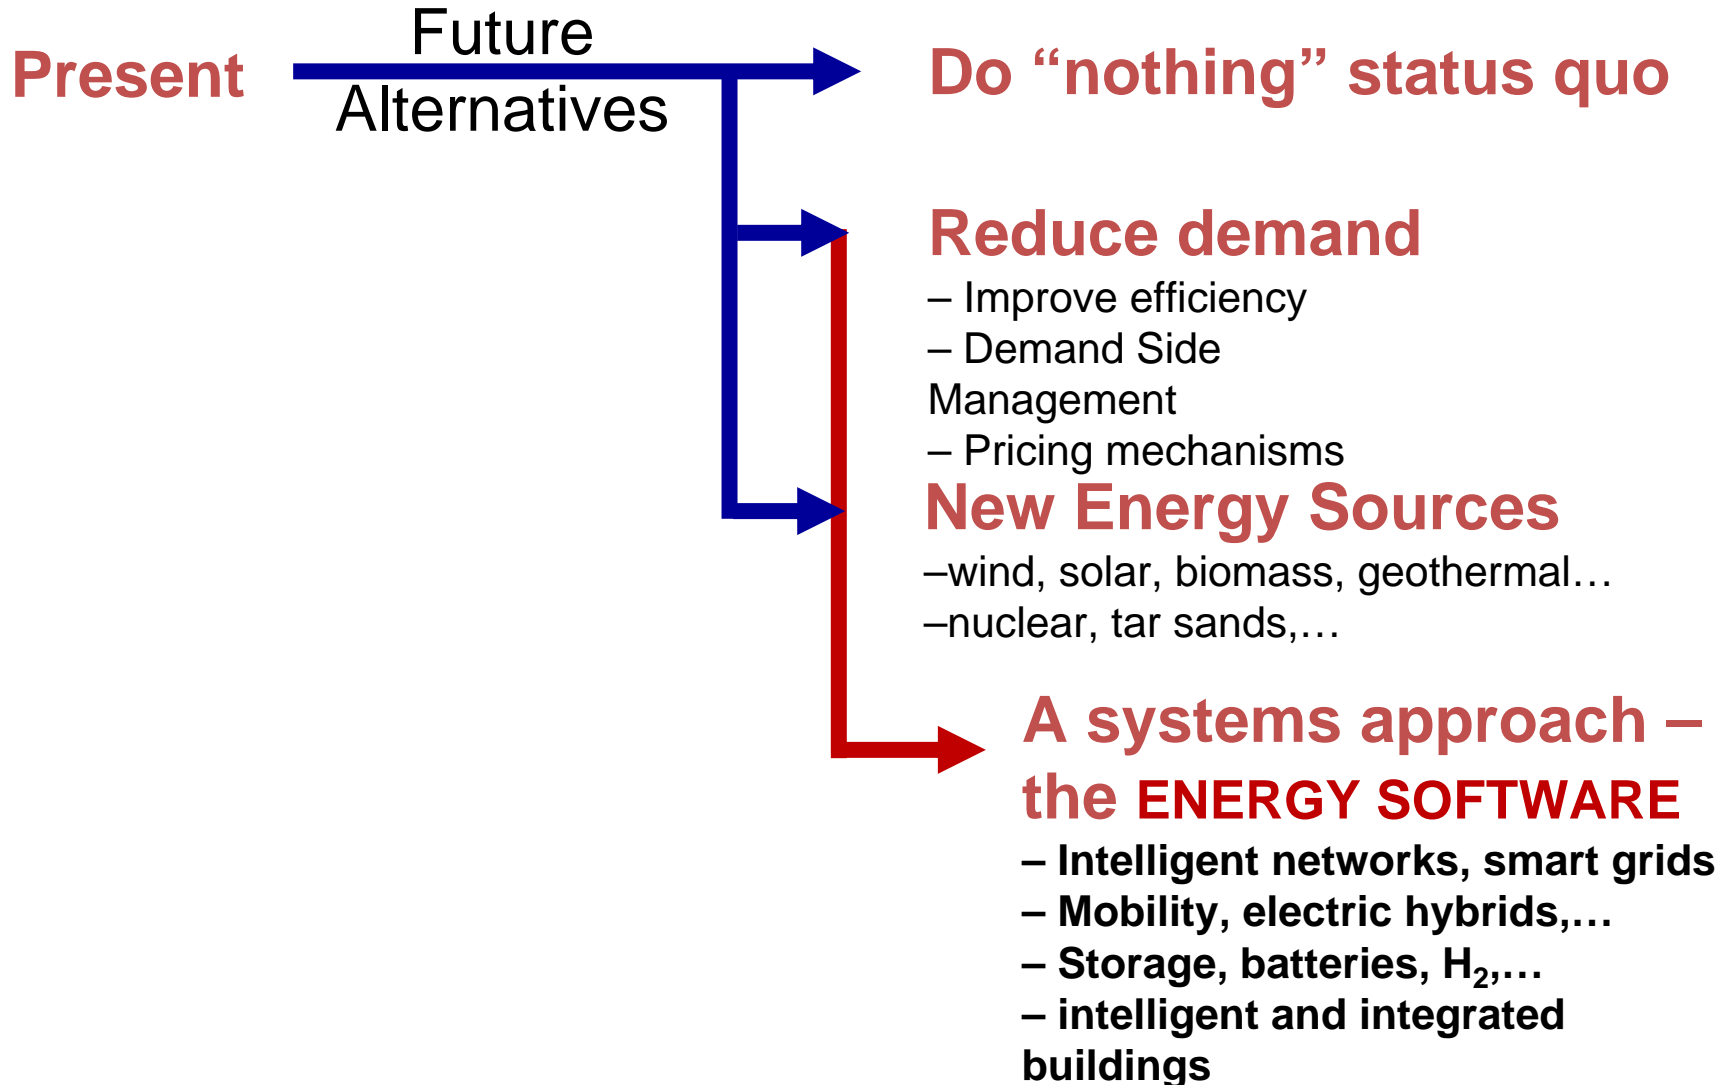 Present
Future
Alternatives
Do “nothing” status quo
Reduce demand
– Improve efficiency
– Demand Side
Management
– Pricing mechanisms
New Energy Sources
–wind, solar, biomass, geothermal…
–nuclear, tar sands,…
A systems approach –
the ENERGY SOFTWARE
– Intelligent networks, smart grids
– Mobility, electric hybrids,…
– Storage, batteries, H₂,…
– intelligent and integrated
buildings